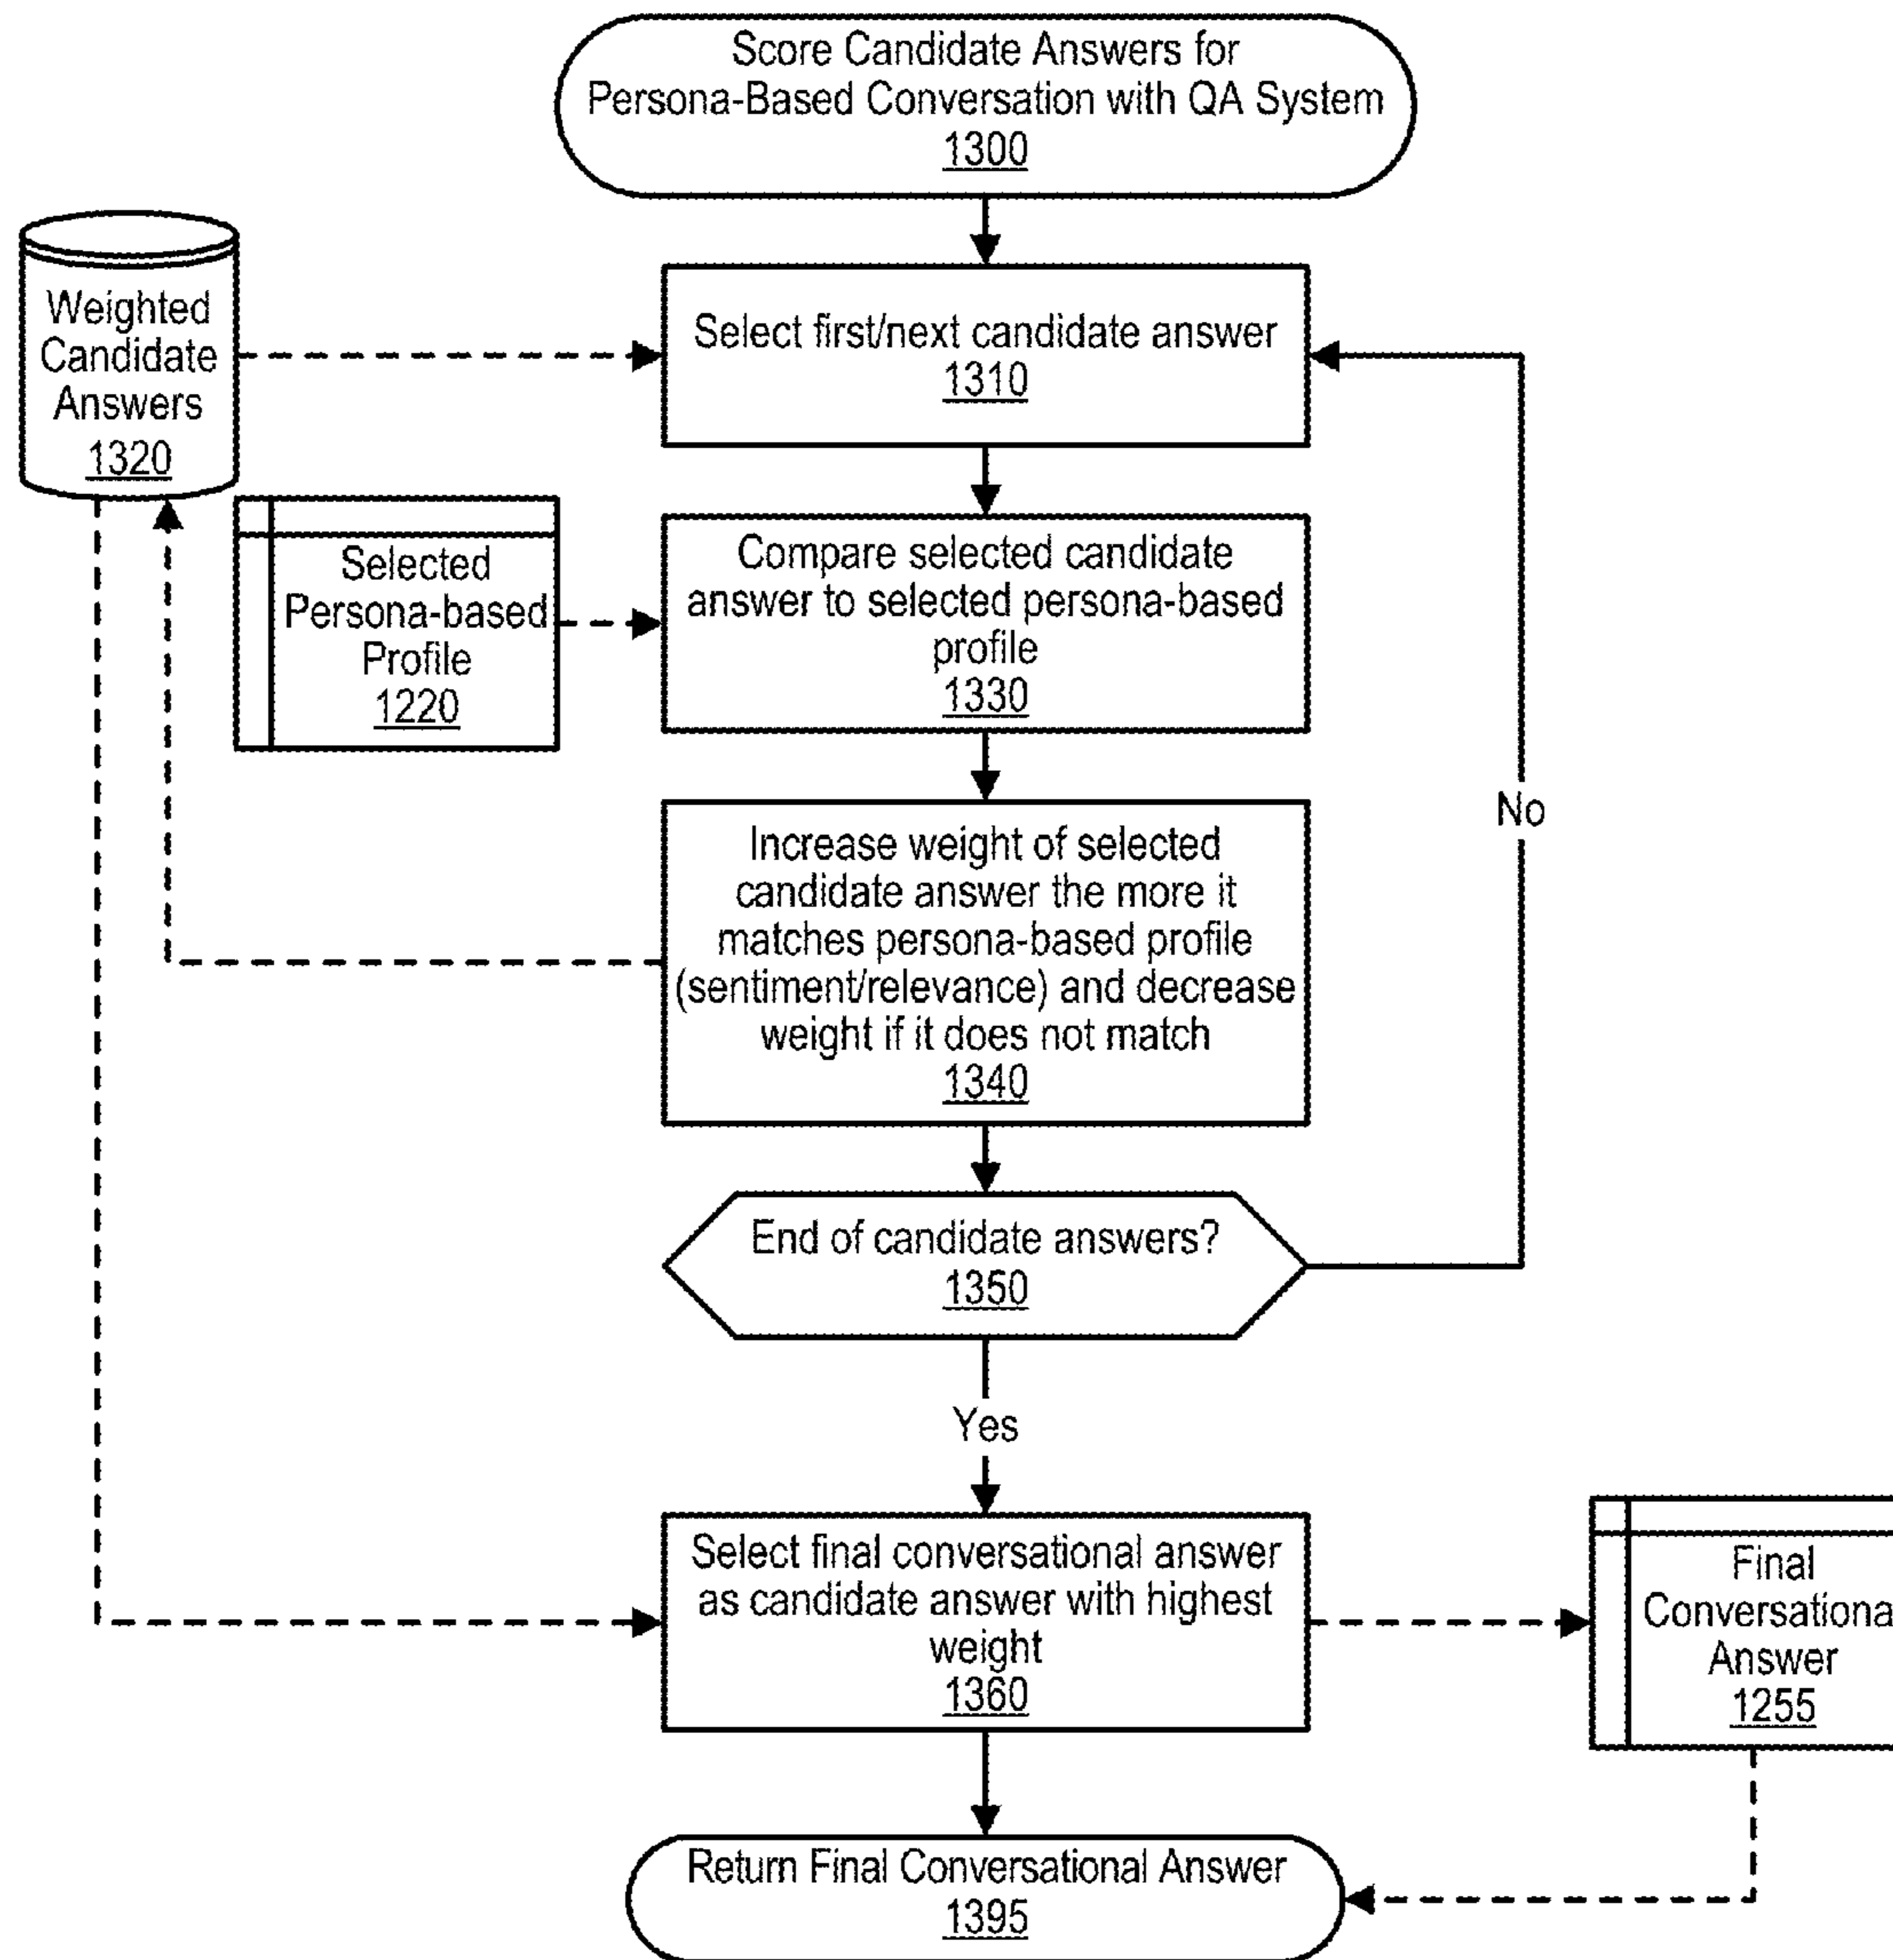 Score Candidate Answers for
Persona-Based Conversation with QA System
1300
Weighted
Candidate
Answers
1320
Select first/next candidate answer
1310
Selected
Persona-based
Profile
1220
Compare selected candidate
answer to selected persona-based
profile
1330
No
Increase weight of selected
candidate answer the more it
matches persona-based profile
(sentiment/relevance) and decrease
weight if it does not match
1340
End of candidate answers?
1350
Yes
Select final conversational answer
as candidate answer with highest
weight
1360
Final
Conversationa
Answer
1255
Return Final Conversational Answer
1395